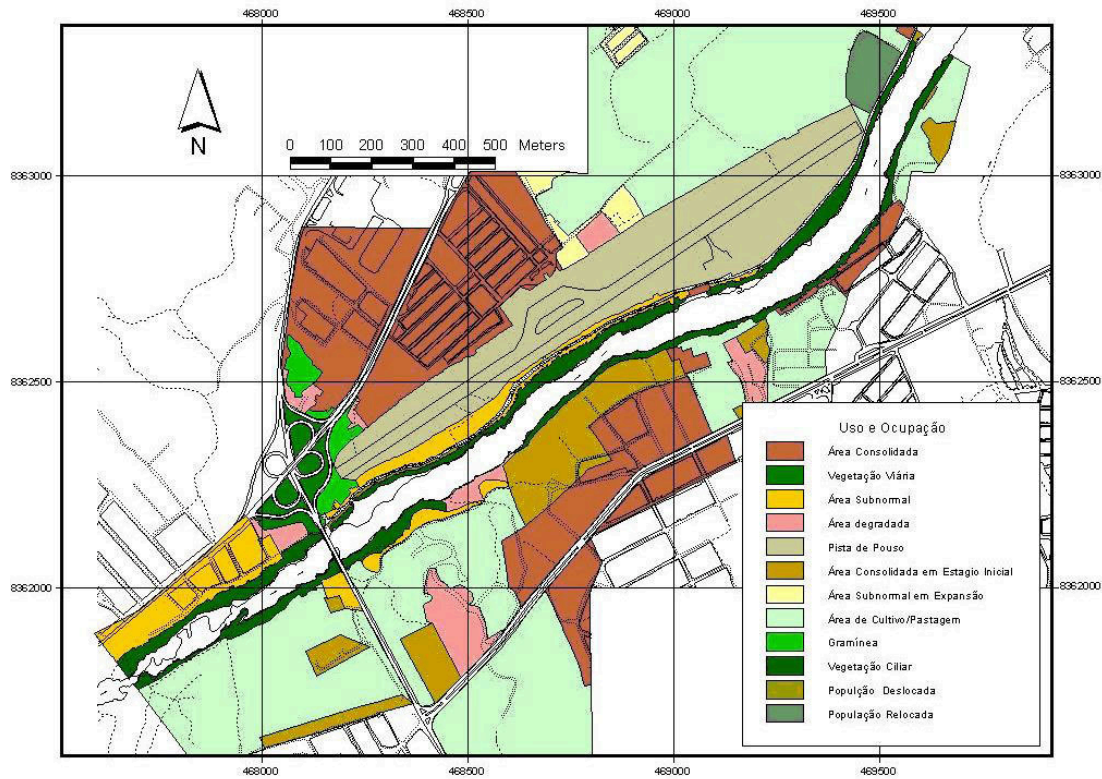 468000 468500 469000 469500
N
0 100 200 300 400 500 Meters
8363000 8363000
8362500
8362000 8362000
Uso e Ocupação
Área Consolidada
Vegetação Viária
Área Subnormal
Área degradada
Pista de Pouso
Área Consolidada em Estagio Inicial
Área Subnormal em Expansão
Área de Cultivo/Pastagem
Gramínea
Vegetação Ciliar
Populção Deslocada
População Relocada
468000 468500 469000 469500